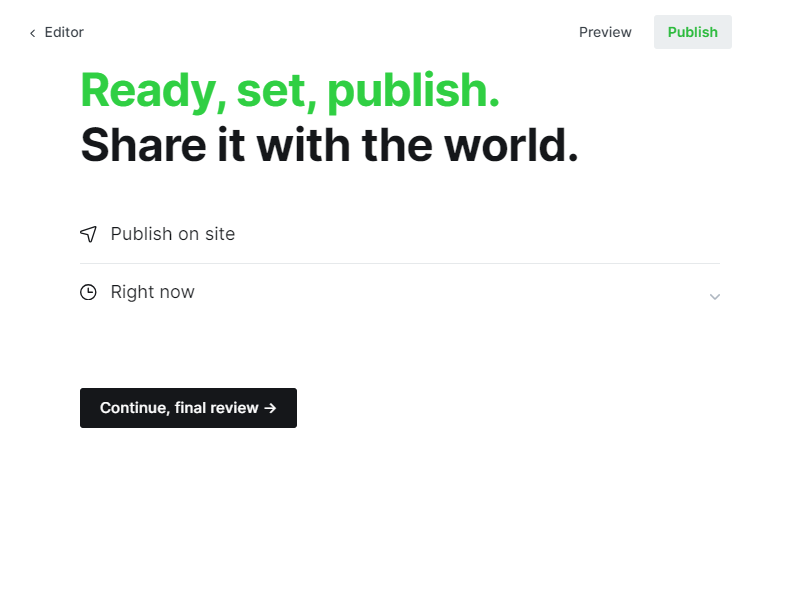 Editor
Preview
Publish
Ready, set, publish.
Share it with the world.
Publish on site
Right now
Continue, final review →